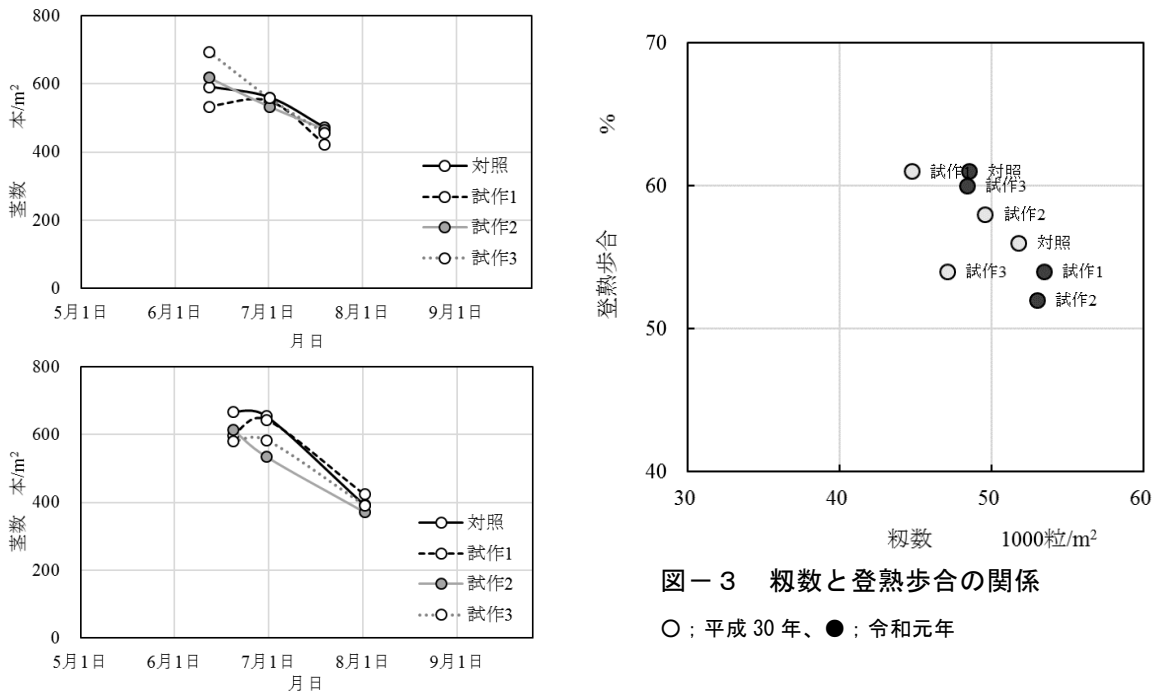 800
600
400
200
0
茎数 本/m²
対照
試作1
試作2
試作3
5月1日 6月1日 7月1日 8月1日 9月1日
月日
800
600
400
200
0
茎数 本/m²
対照
試作1
試作2
試作3
5月1日 6月1日 7月1日 8月1日 9月1日
月日
70
60
50
40
登熟歩合 %
試作 対照
試作3
試作2
対照
試作3 試作1
試作2
30 40 50 60
籾数 1000粒/m²
図－3 籾数と登熟歩合の関係
○；平成 30 年、●；令和元年